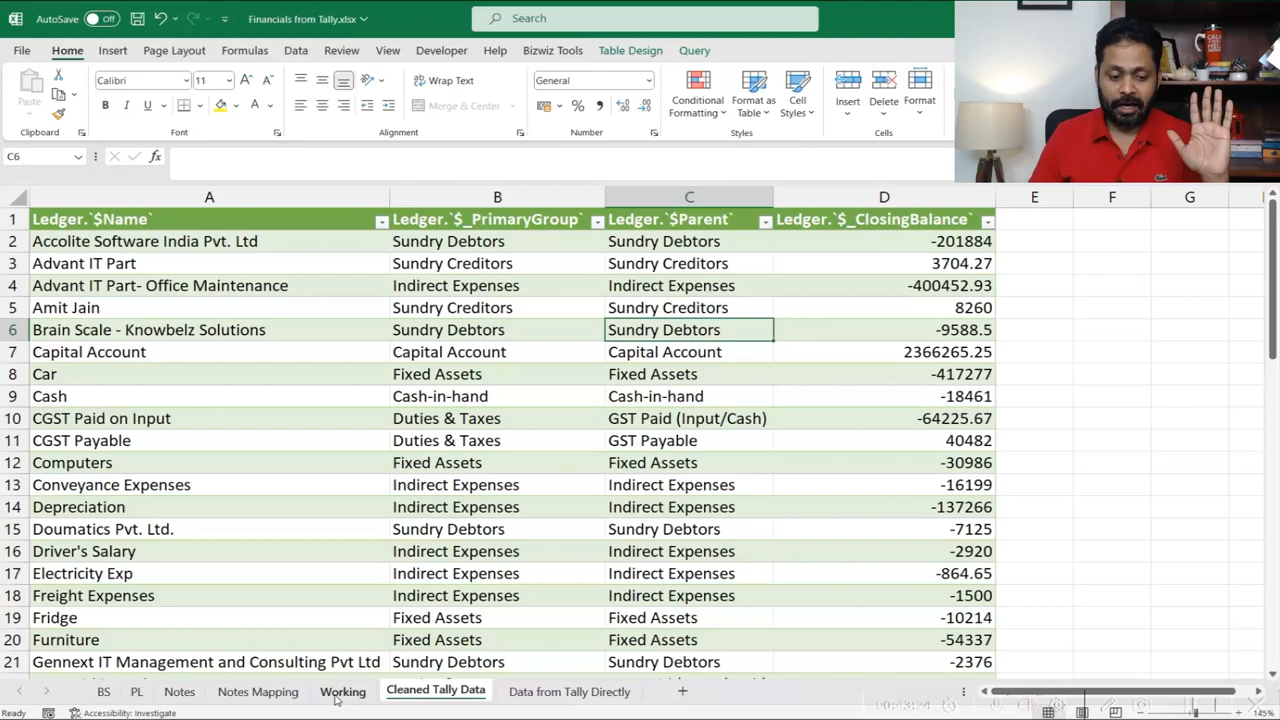 AutoSave Off Financials from Tally.xlsx Search
File Home Insert Page Layout Formulas Data Review View Developer Help Bizwiz Tools Table Design Query
Calibri 11 Wrap Text General
Paste B I U Merge & Center Conditional Formatting Format as Table Cell Styles Insert Delete Format
Clipboard Font Alignment Number Styles Cells
C6 fx
A B C D E F G
1 Ledger.`$Name` Ledger.`$_PrimaryGroup` Ledger.`$Parent` Ledger.`$_ClosingBalance`
2 Accolite Software India Pvt. Ltd Sundry Debtors Sundry Debtors -201884
3 Advant IT Part Sundry Creditors Sundry Creditors 3704.27
4 Advant IT Part- Office Maintenance Indirect Expenses Indirect Expenses -400452.93
5 Amit Jain Sundry Creditors Sundry Creditors 8260
6 Brain Scale - Knowbelz Solutions Sundry Debtors Sundry Debtors -9588.5
7 Capital Account Capital Account Capital Account 2366265.25
8 Car Fixed Assets Fixed Assets -417277
9 Cash Cash-in-hand Cash-in-hand -18461
10 CGST Paid on Input Duties & Taxes GST Paid (Input/Cash) -64225.67
11 CGST Payable Duties & Taxes GST Payable 40482
12 Computers Fixed Assets Fixed Assets -30986
13 Conveyance Expenses Indirect Expenses Indirect Expenses -16199
14 Depreciation Indirect Expenses Indirect Expenses -137266
15 Doumatics Pvt. Ltd. Sundry Debtors Sundry Debtors -7125
16 Driver's Salary Indirect Expenses Indirect Expenses -2920
17 Electricity Exp Indirect Expenses Indirect Expenses -864.65
18 Freight Expenses Indirect Expenses Indirect Expenses -1500
19 Fridge Fixed Assets Fixed Assets -10214
20 Furniture Fixed Assets Fixed Assets -54337
21 Gennext IT Management and Consulting Pvt Ltd Sundry Debtors Sundry Debtors -2376
BS PL Notes Notes Mapping Working Cleaned Tally Data Data from Tally Directly
Ready Accessibility: Investigate 145%